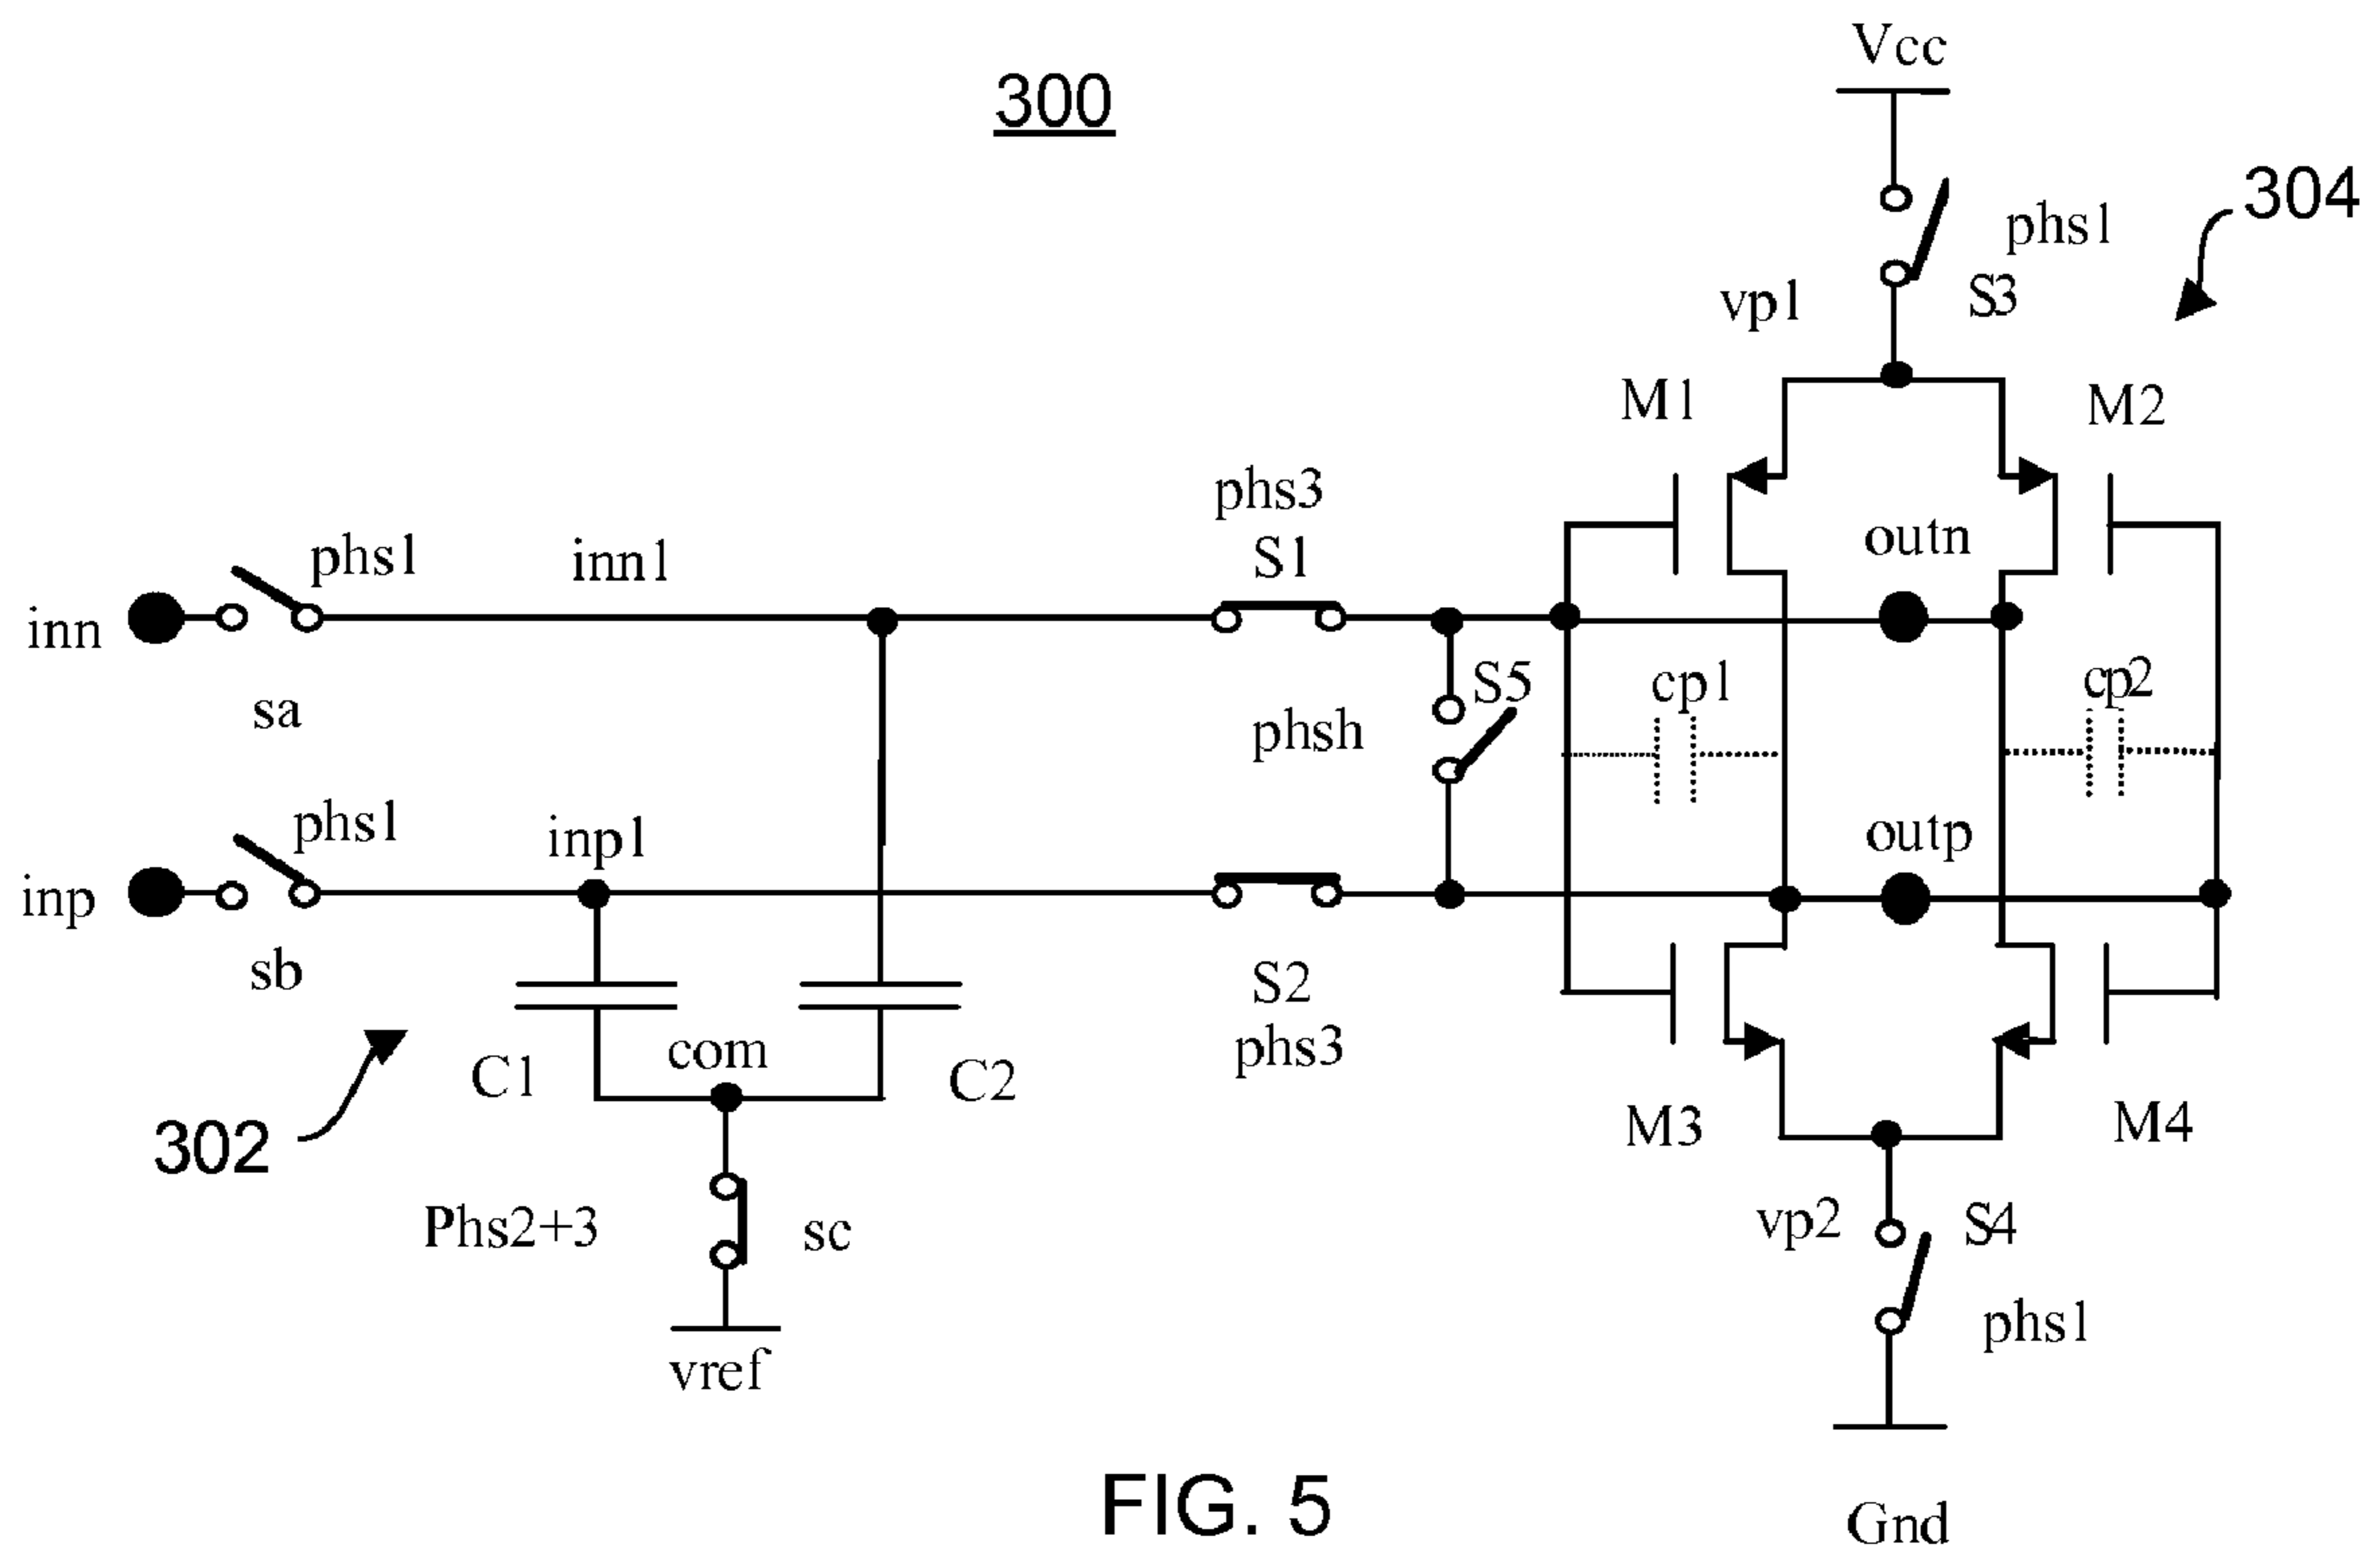 300
Vcc
304
phs1
S3
vp1
M1
M2
phs3
S1
outn
phs1
inn1
inn
sa
S5
cp1
cp2
phsh
phs1
inp1
outp
inp
sb
S2
phs3
com
C1
C2
302
M3
M4
Phs2+3
sc
vp2
S4
phs1
vref
FIG. 5
Gnd